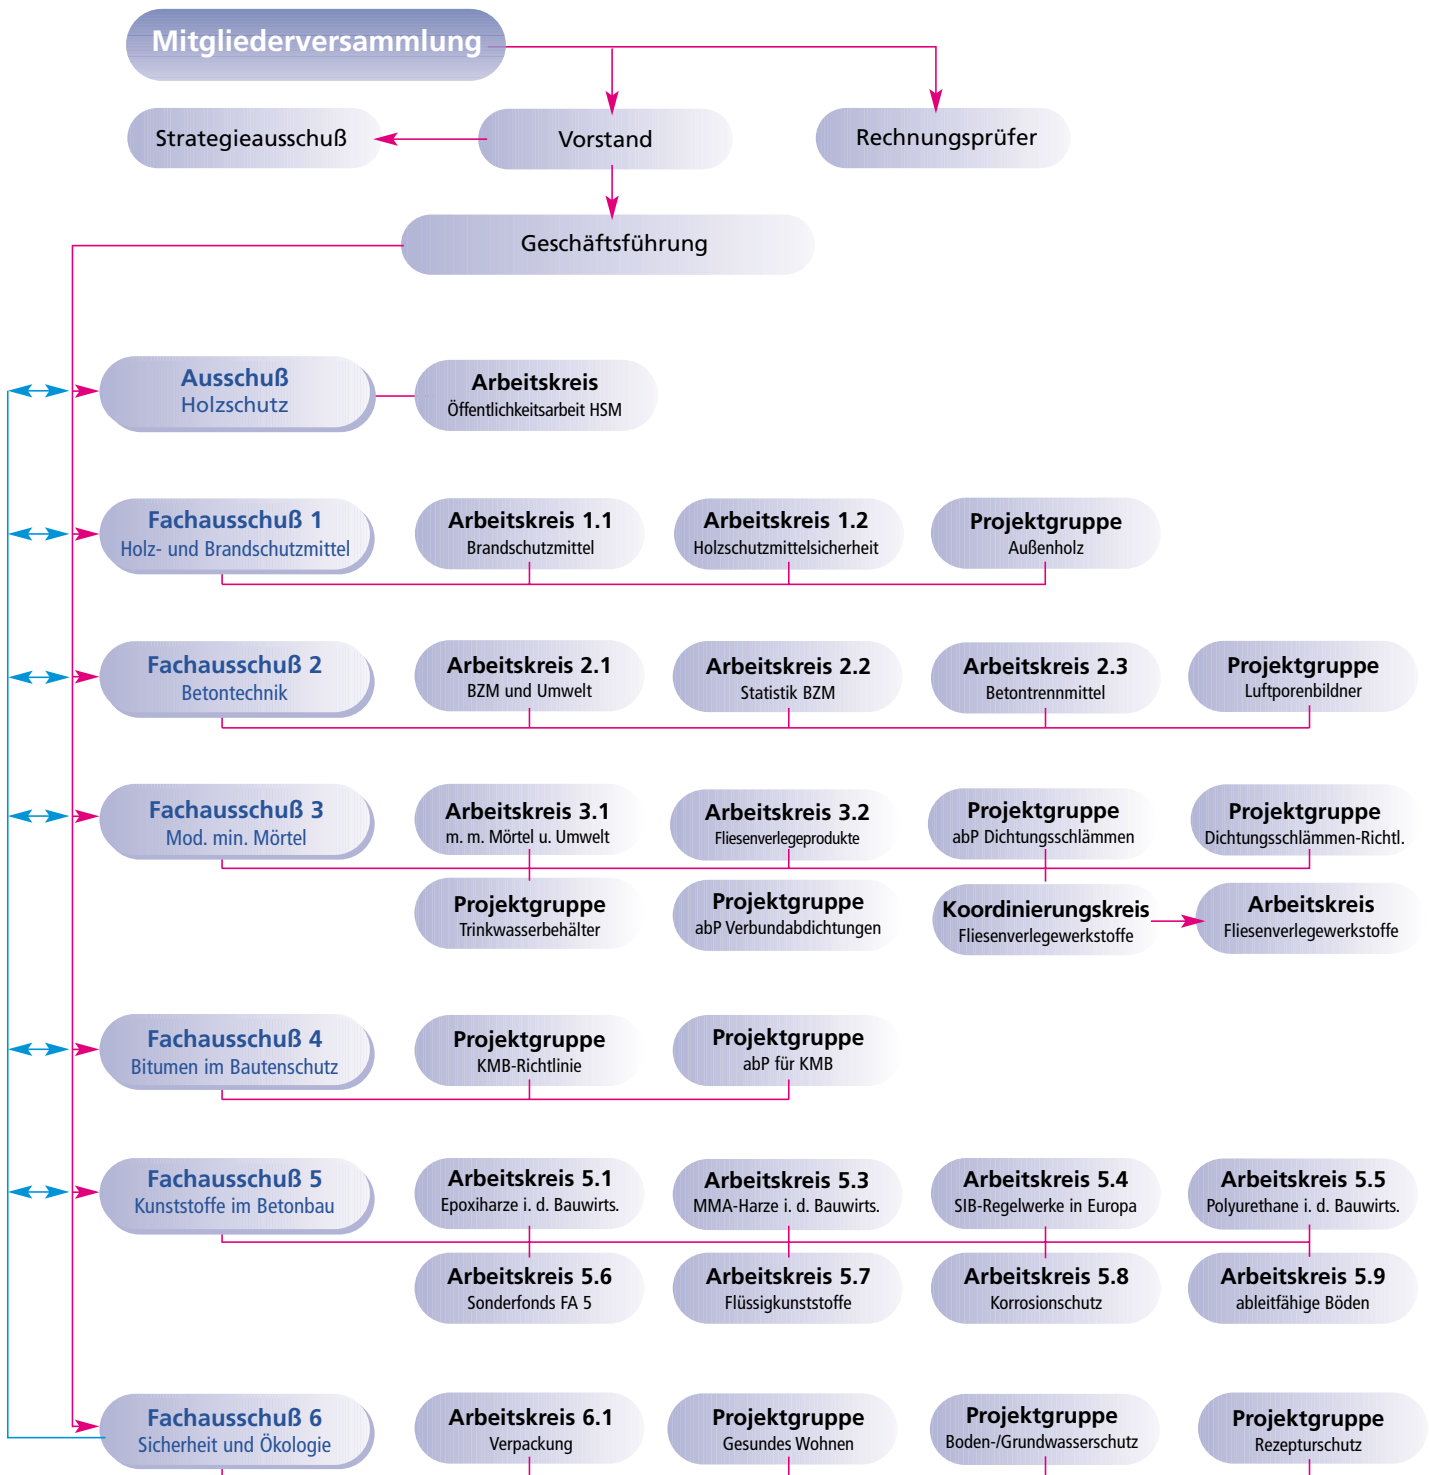 Mitgliederversammlung
Strategieausschuß
Vorstand
Rechnungsprüfer
Geschäftsführung
Ausschuß
Holzschutz
Arbeitskreis
Öffentlichkeitsarbeit HSM
Fachausschuß 1
Holz- und Brandschutzmittel
Arbeitskreis 1.1
Brandschutzmittel
Arbeitskreis 1.2
Holzschutzmittelsicherheit
Projektgruppe
Außenholz
Fachausschuß 2
Betontechnik
Arbeitskreis 2.1
BZM und Umwelt
Arbeitskreis 2.2
Statistik BZM
Arbeitskreis 2.3
Betontrennmittel
Projektgruppe
Luftporenbildner
Fachausschuß 3
Mod. min. Mörtel
Arbeitskreis 3.1
m. m. Mörtel u. Umwelt
Arbeitskreis 3.2
Fliesenverlegeprodukte
Projektgruppe
abP Dichtungsschlämmen
Projektgruppe
Dichtungsschlämmen-Richtl.
Projektgruppe
Trinkwasserbehälter
Projektgruppe
abP Verbundabdichtungen
Koordinierungskreis
Fliesenverlegewerkstoffe
Arbeitskreis
Fliesenverlegewerkstoffe
Fachausschuß 4
Bitumen im Bautenschutz
Projektgruppe
KMB-Richtlinie
Projektgruppe
abP für KMB
Fachausschuß 5
Kunststoffe im Betonbau
Arbeitskreis 5.1
Epoxiharze i. d. Bauwirts.
Arbeitskreis 5.3
MMA-Harze i. d. Bauwirts.
Arbeitskreis 5.4
SIB-Regelwerke in Europa
Arbeitskreis 5.5
Polyurethane i. d. Bauwirts.
Arbeitskreis 5.6
Sonderfonds FA 5
Arbeitskreis 5.7
Flüssigkunststoffe
Arbeitskreis 5.8
Korrosionschutz
Arbeitskreis 5.9
ableitfähige Böden
Fachausschuß 6
Sicherheit und Ökologie
Arbeitskreis 6.1
Verpackung
Projektgruppe
Gesundes Wohnen
Projektgruppe
Boden-/Grundwasserschutz
Projektgruppe
Rezepturschutz